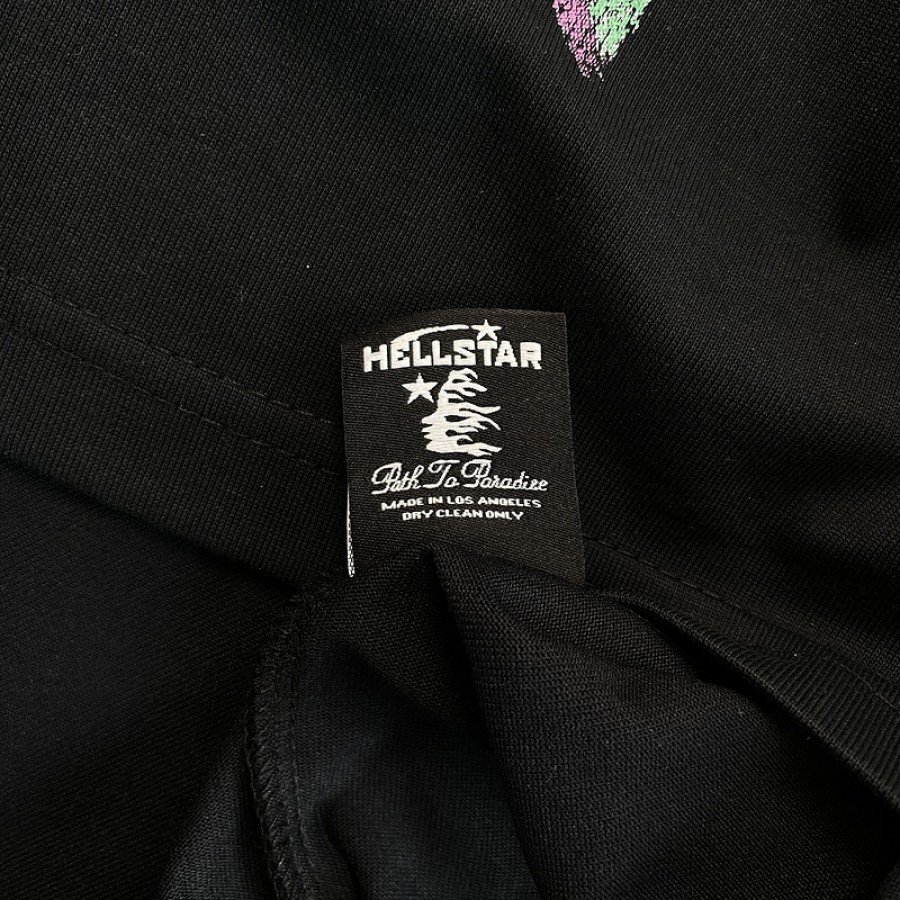 HELLSTAR
Path To Paradise
MADE IN LOS ANGELES
DRY CLEAN ONLY